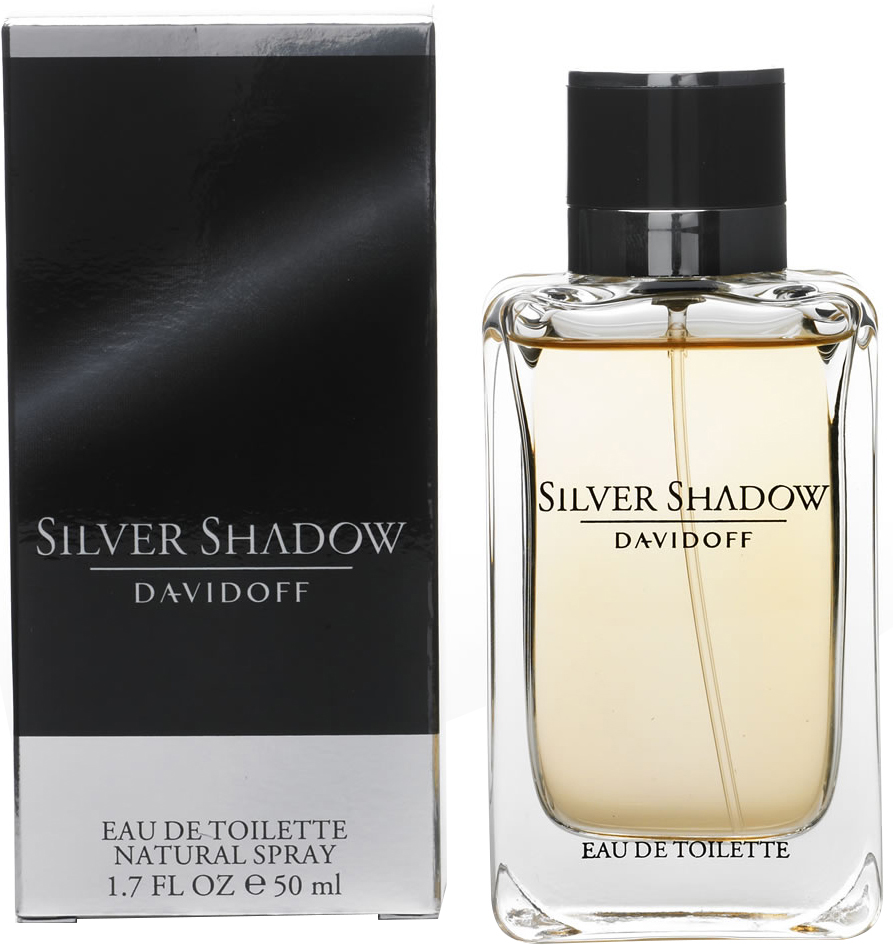 SILVER SHADOW
DAVIDOFF
EAU DE TOILETTE
NATURAL SPRAY
1.7 FL OZ ℮ 50 ml
SILVER SHADOW
DAVIDOFF
EAU DE TOILETTE